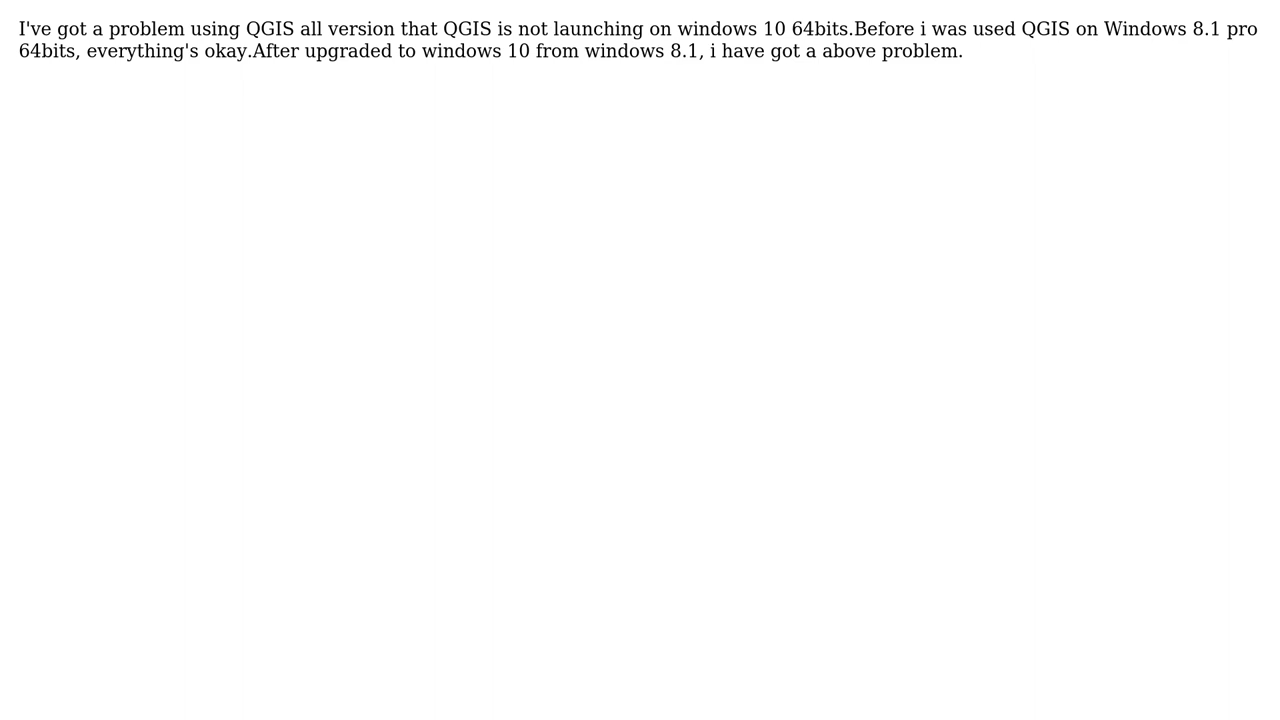 I've got a problem using QGIS all version that QGIS is not launching on windows 10 64bits.Before i was used QGIS on Windows 8.1 pro
64bits, everything's okay.After upgraded to windows 10 from windows 8.1, i have got a above problem.